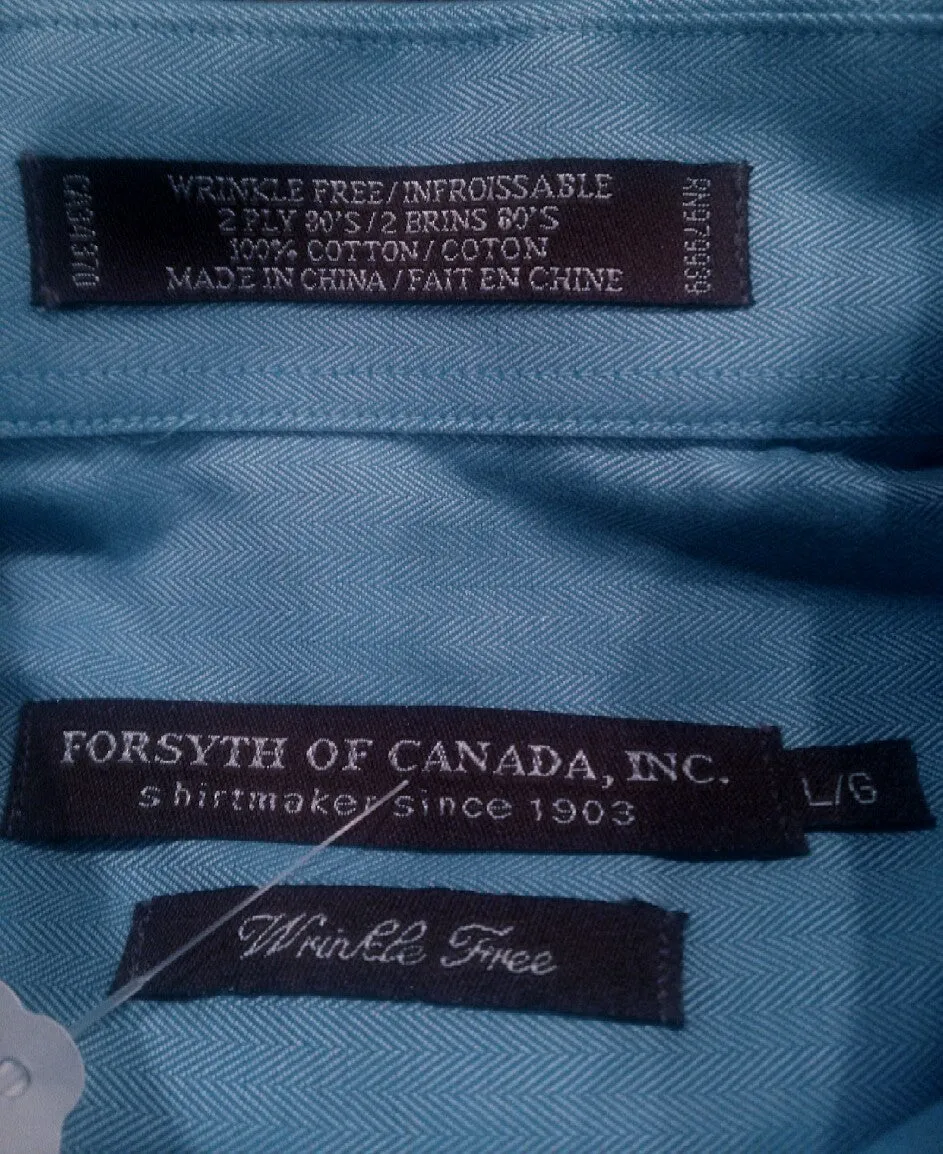 WRINKLE FREE/INFROISSABLE
2 PLY 80'S/2 BRINS 80'S
100% COTTON/COTON
MADE IN CHINA/FAIT EN CHINE
RN97939
FORSYTH OF CANADA, INC.
shirtmaker since 1903
L/G
Wrinkle Free